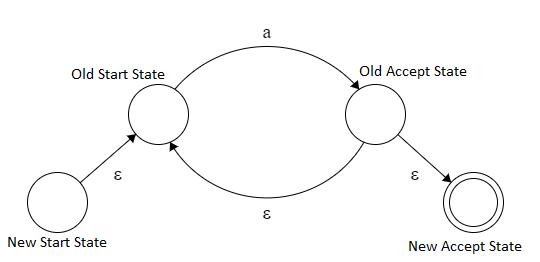 a
Old Start State
Old Accept State
ε
ε
ε
New Start State
New Accept State